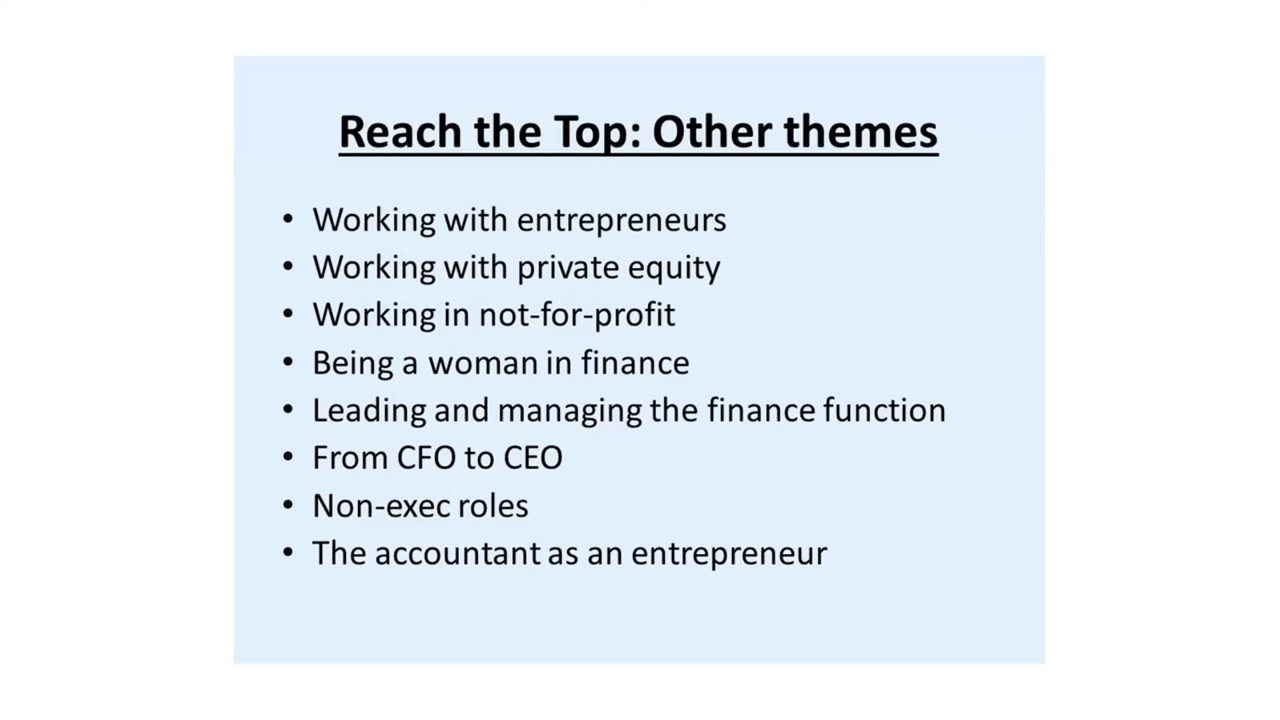 Reach the Top: Other themes
• Working with entrepreneurs
• Working with private equity
• Working in not-for-profit
• Being a woman in finance
• Leading and managing the finance function
• From CFO to CEO
• Non-exec roles
• The accountant as an entrepreneur